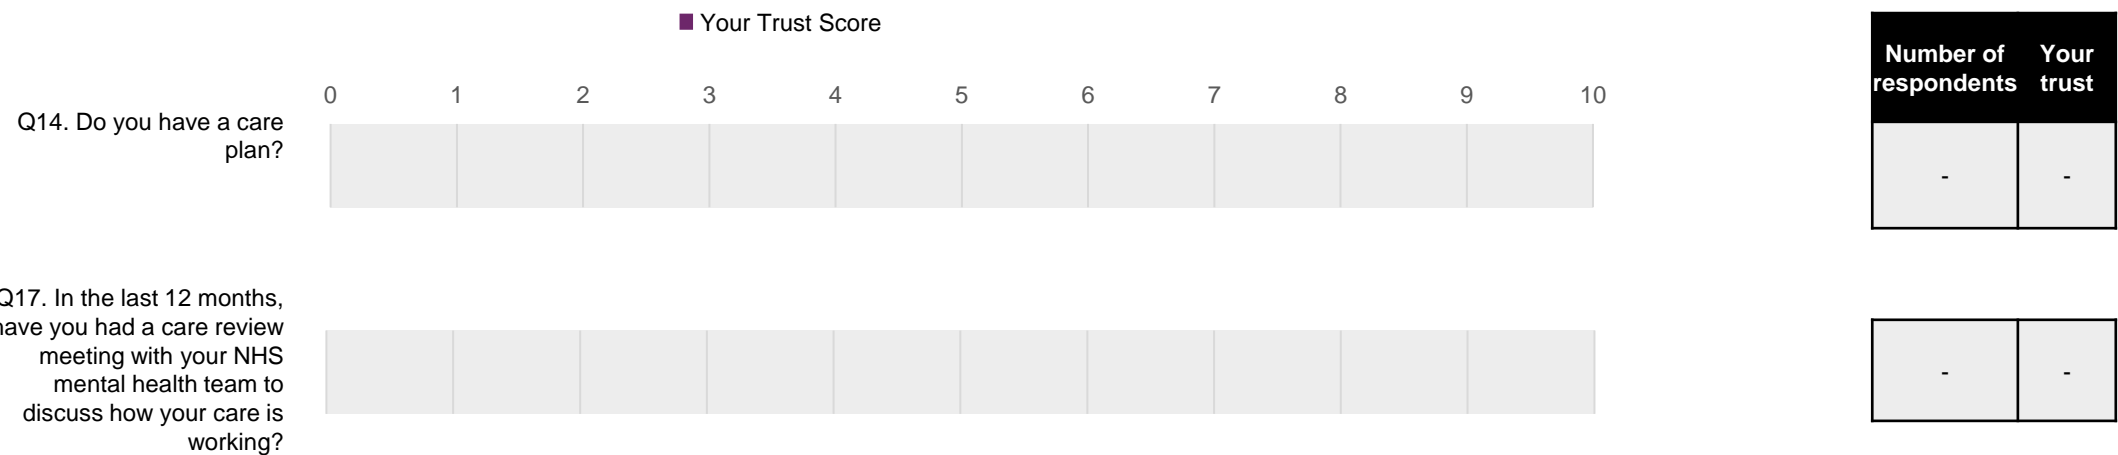 Your Trust Score
Number of Your
respondents trust
0 1 2 3 4 5 6 7 8 9 10
Q14. Do you have a care
plan?
- -
Q17. In the last 12 months,
have you had a care review
meeting with your NHS
mental health team to
discuss how your care is
working?
- -